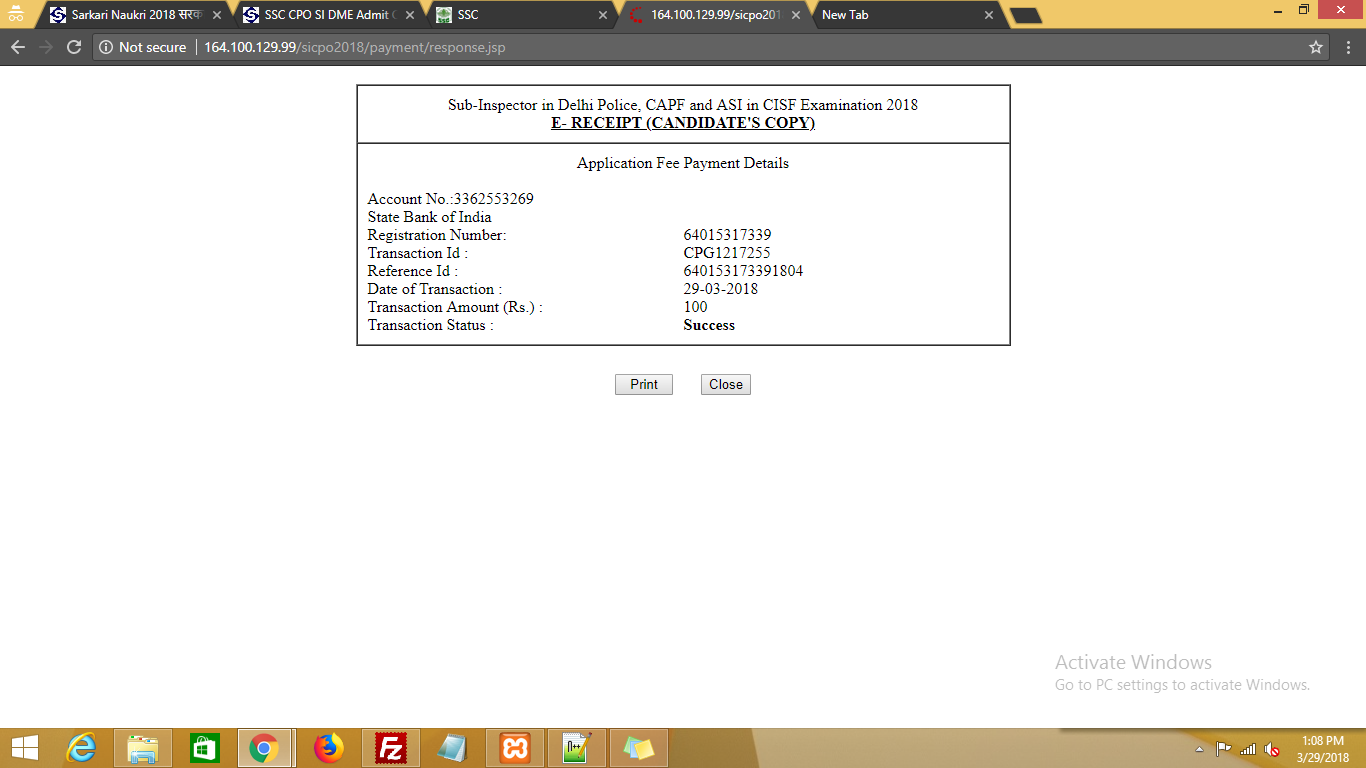 Sarkari Naukri 2018 सरक
SSC CPO SI DME Admit C
SSC
164.100.129.99/sicpo201
New Tab
Not secure
164.100.129.99/sicpo2018/payment/response.jsp
Sub-Inspector in Delhi Police, CAPF and ASI in CISF Examination 2018
E- RECEIPT (CANDIDATE'S COPY)
Application Fee Payment Details
Account No.:3362553269
State Bank of India
Registration Number: 64015317339
Transaction Id : CPG1217255
Reference Id : 640153173391804
Date of Transaction : 29-03-2018
Transaction Amount (Rs.) : 100
Transaction Status : Success
Print Close
Activate Windows
Go to PC settings to activate Windows.
1:08 PM
3/29/2018